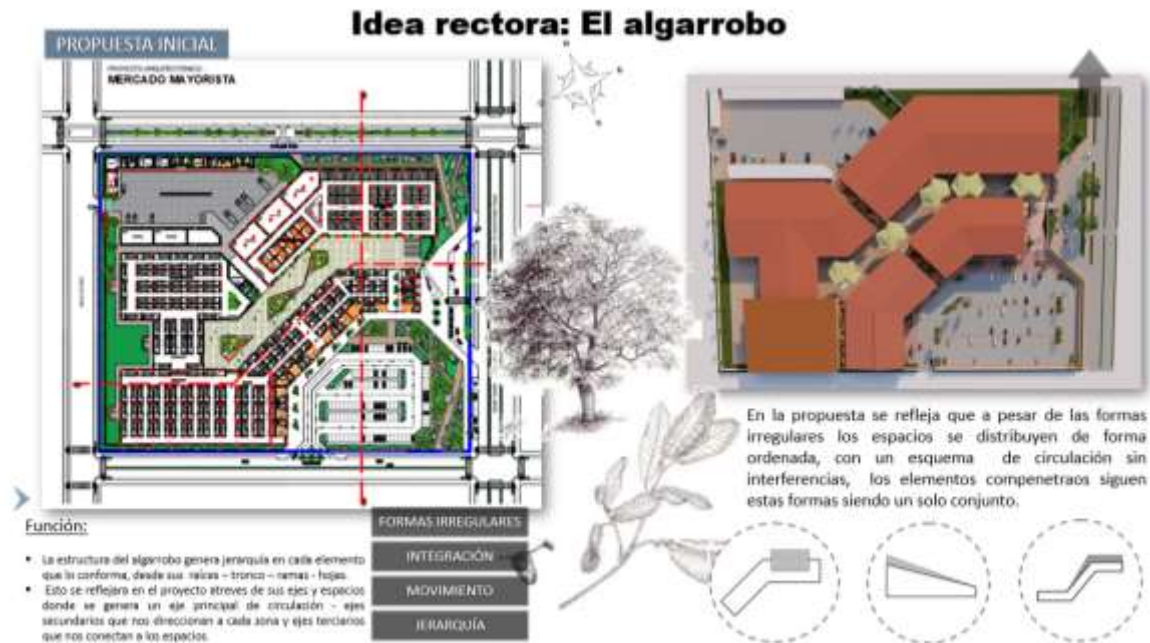 Idea rectora: El algarrobo
PROPUESTA INICIAL
MERCADO MAYORISTA
En la propuesta se refleja que a pesar de las formas
irregulares los espacios se distribuyen de forma
ordenada, con un esquema de circulación sin
interferencias, los elementos compenetraos siguen
estas formas siendo un solo conjunto.
Función:
▪ La estructura del algarrobo genera jerarquía en cada elemento
que lo conforma, desde sus raíces – tronco – ramas - hojas.
▪ Esto se reflejara en el proyecto atreves de sus ejes y espacios
donde se genera un eje principal de circulación - ejes
secundarios que nos direccionan a cada zona y ejes terciarios
que nos conectan a los espacios.
FORMAS IRREGULARES
INTEGRACIÓN
MOVIMIENTO
JERARQUÍA